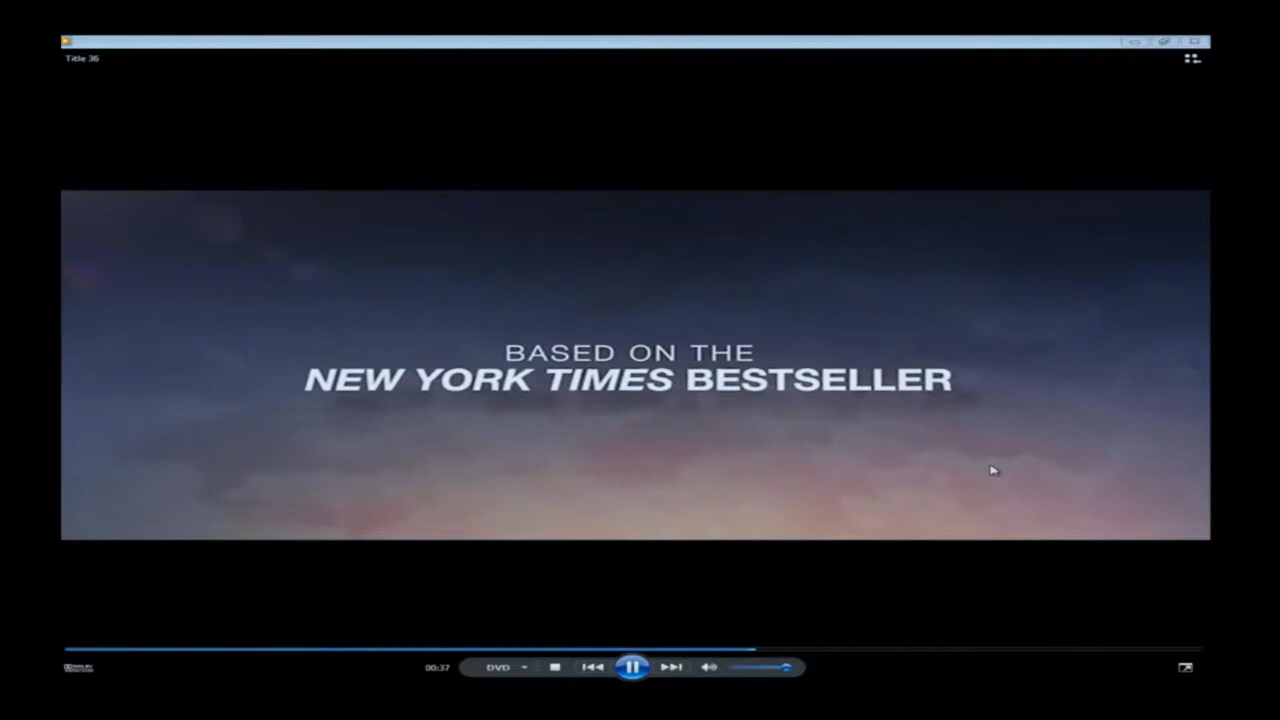 Title 36
BASED ON THE
NEW YORK TIMES BESTSELLER
00:37
DVD